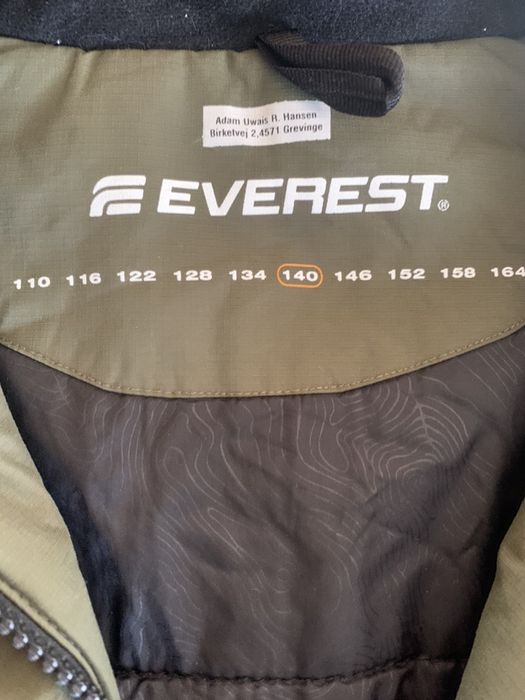 Adam Uwais R. Hansen
Birketvej 2,4571 Grevinge
EVEREST®
110 116 122 128 134 140 146 152 158 164